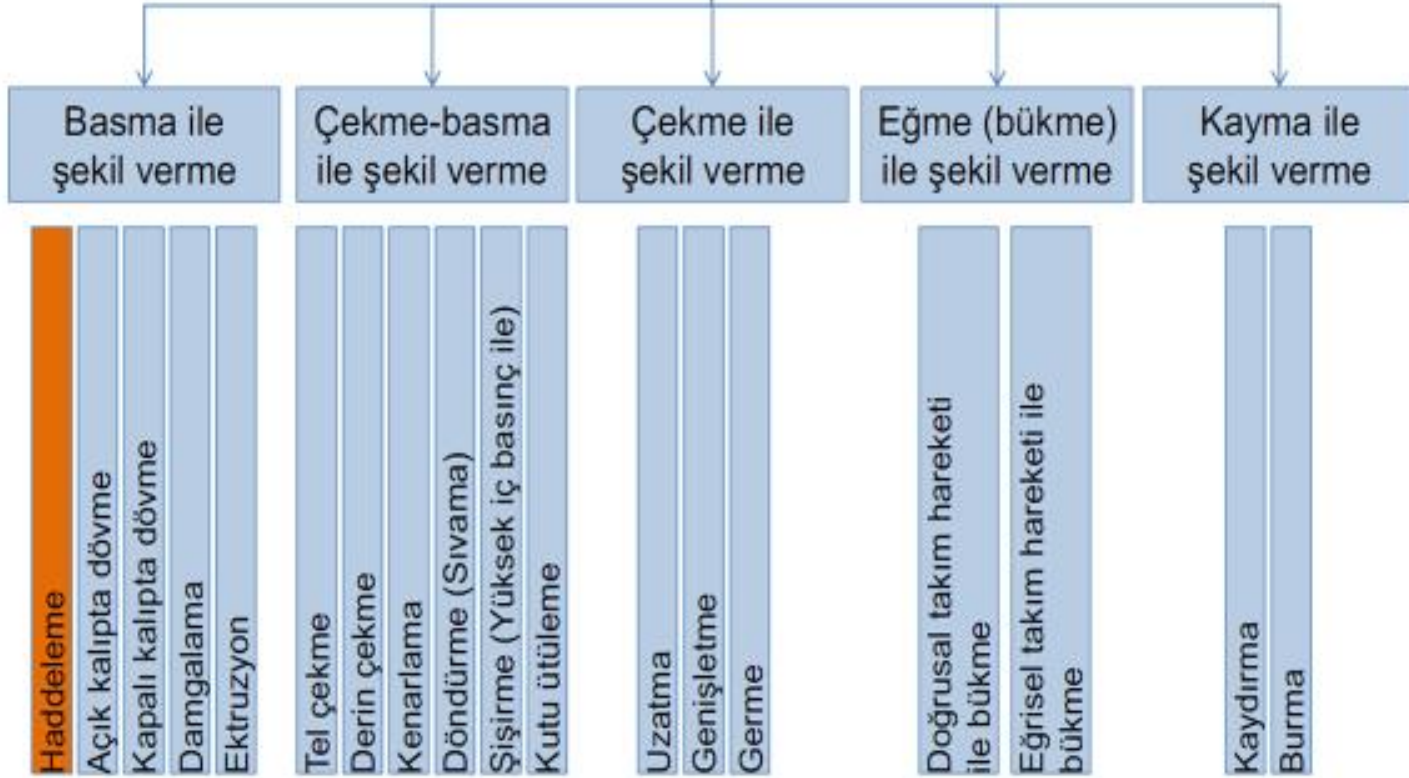 Basma ile
şekil verme
Çekme-basma
ile şekil verme
Çekme ile
şekil verme
Eğme (bükme)
ile şekil verme
Kayma ile
şekil verme
Haddeleme
Açık kalıpta dövme
Kapalı kalıpta dövme
Damgalama
Ektruzyon
Tel çekme
Derin çekme
Kenarlama
Döndürme (Sıvama)
Şişirme (Yüksek iç basınç ile)
Kutu ütüleme
Uzatma
Genişletme
Germe
Doğrusal takım hareketi
ile bükme
Eğrisel takım hareketi ile
bükme
Kaydırma
Burma